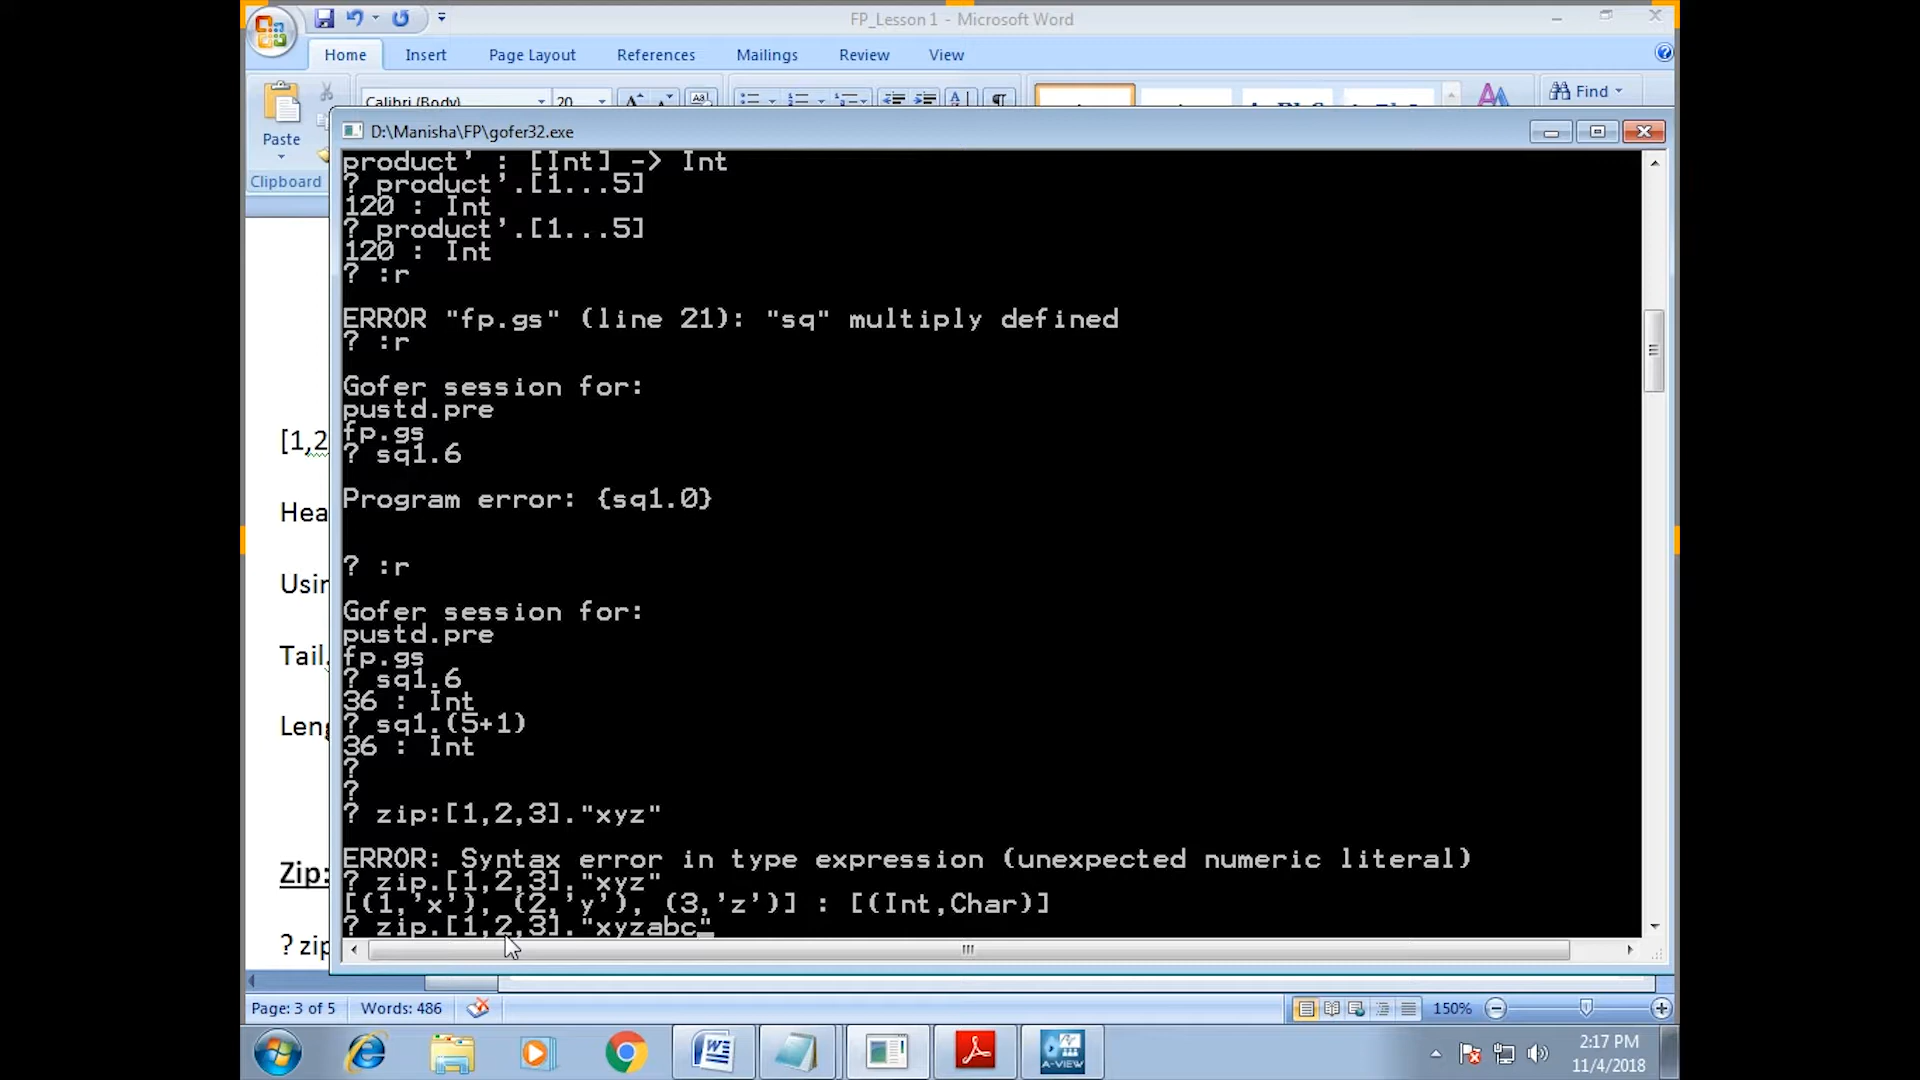 FP_Lesson 1 - Microsoft Word
Home Insert Page Layout References Mailings Review View
Paste
Clipboard
Calibri (Body) 20
Find
D:\Manisha\FP\gofer32.exe
product' : [Int] -> Int
? product'.[1...5]
120 : Int
? product'.[1...5]
120 : Int
? :r
ERROR "fp.gs" (line 21): "sq" multiply defined
? :r
Gofer session for:
pustd.pre
fp.gs
? sq1.6
Program error: {sq1.0}
? :r
Gofer session for:
pustd.pre
fp.gs
? sq1.6
36 : Int
? sq1.(5+1)
36 : Int
?
?
? zip:[1,2,3]."xyz"
ERROR: Syntax error in type expression (unexpected numeric literal)
? zip.[1,2,3]."xyz"
[(1,'x'), (2,'y'), (3,'z')] : [(Int,Char)]
? zip.[1,2,3]."xyzabc"
[1,2
Hea
Usin
Tail.
Leng
Zip:
? zip
Page: 3 of 5 Words: 486 150%
A-VIEW
2:17 PM
11/4/2018